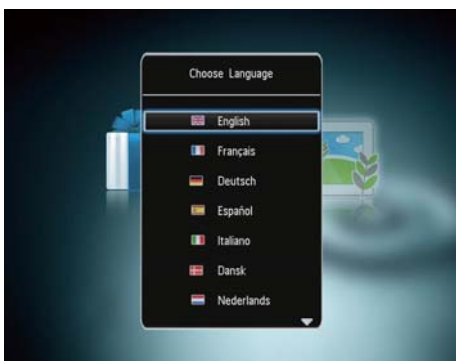 Choose Language
English
Français
Deutsch
Español
Italiano
Dansk
Nederlands